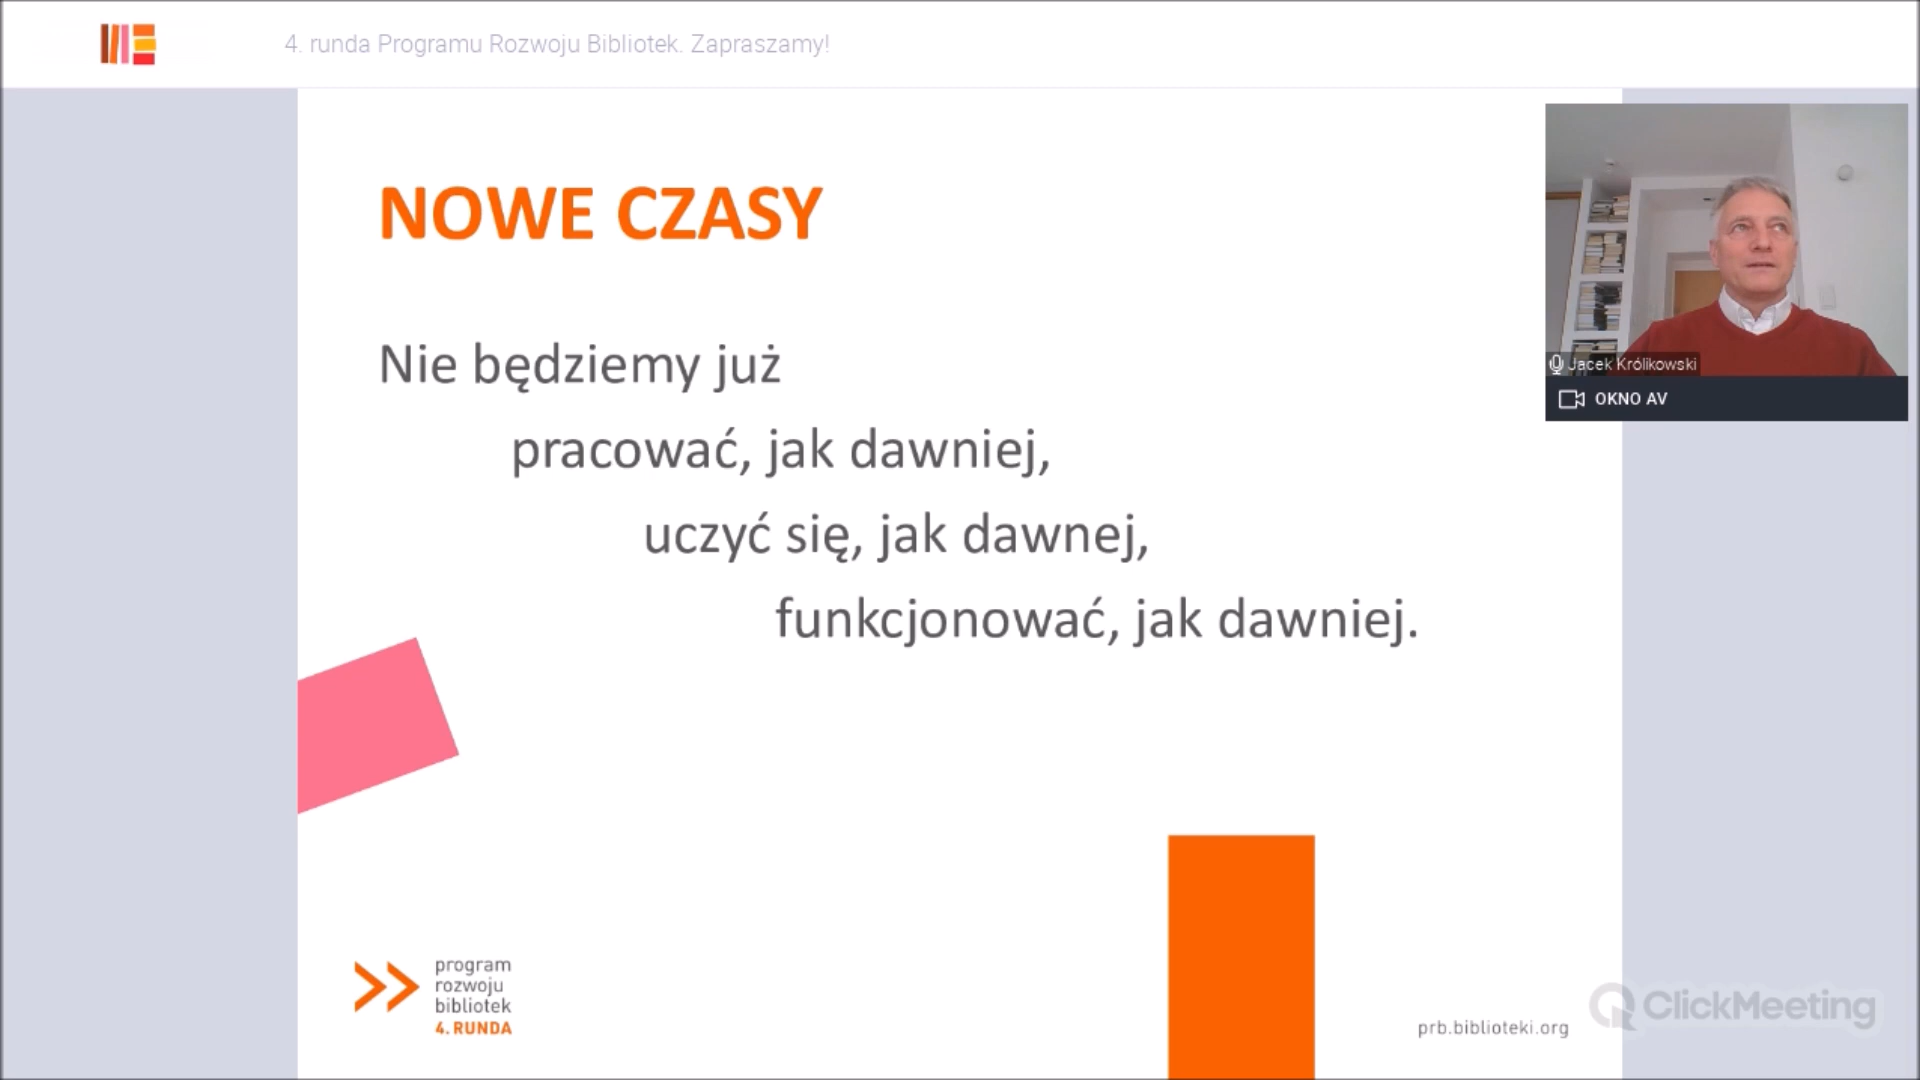 4. runda Programu Rozwoju Bibliotek. Zapraszamy!
NOWE CZASY
Nie będziemy już
pracować, jak dawniej,
uczyć się, jak dawnej,
funkcjonować, jak dawniej.
Jacek Królikowski
OKNO AV
program
rozwoju
bibliotek
4. RUNDA
prb.biblioteki.org
ClickMeeting